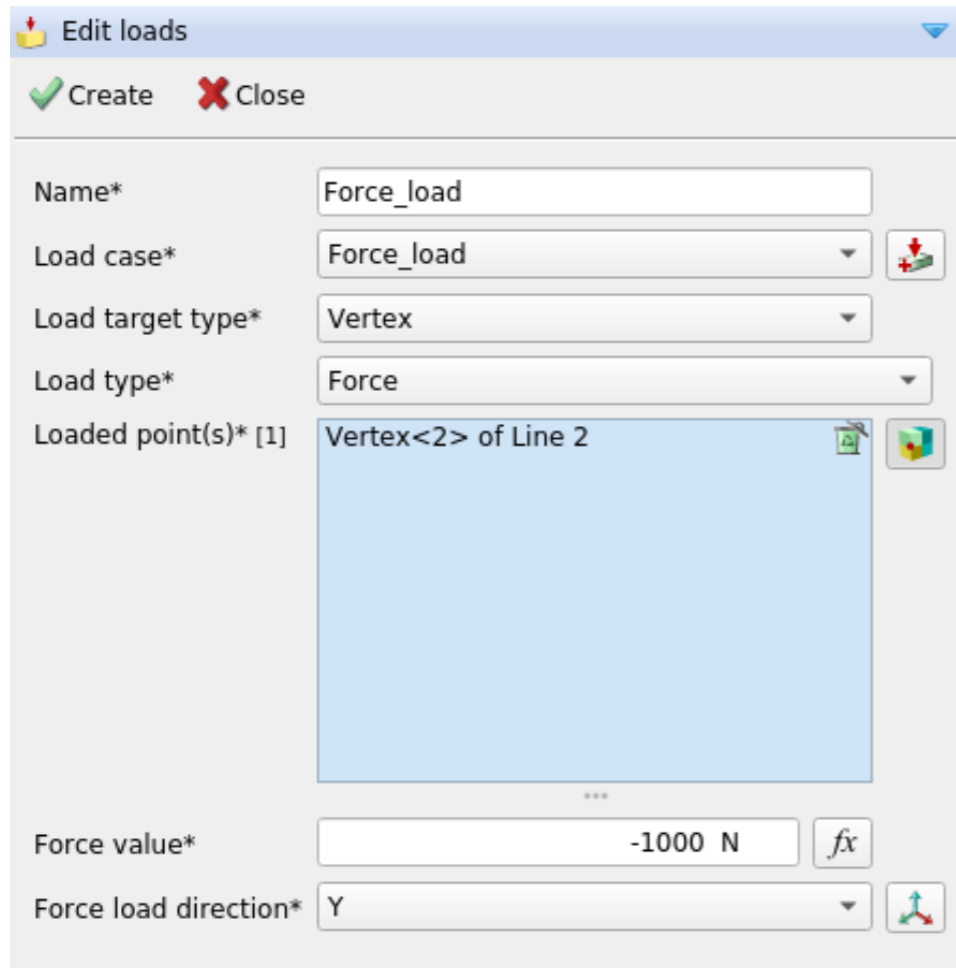 Edit loads
Create Close
Name* Force_load
Load case* Force_load
Load target type* Vertex
Load type* Force
Loaded point(s)* [1] Vertex<2> of Line 2
Force value* -1000 N fx
Force load direction* Y